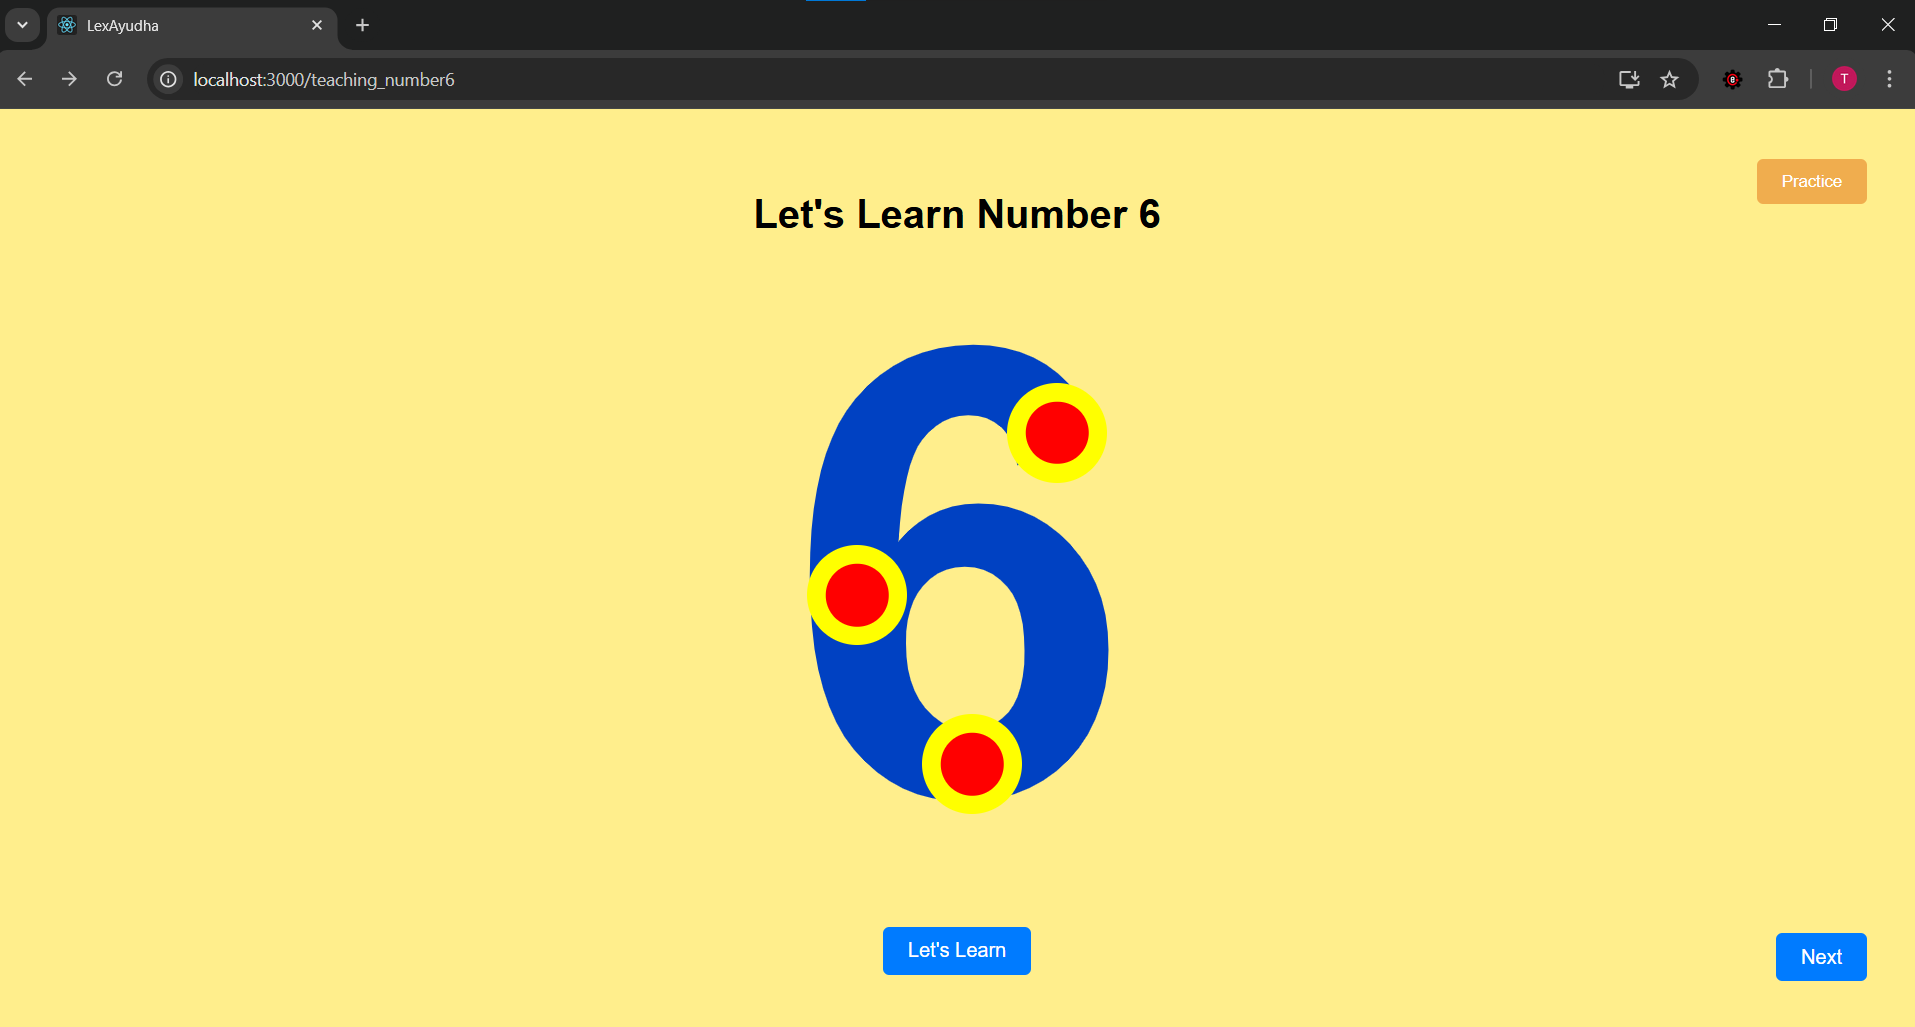 LexAyudha
localhost:3000/teaching_number6
T
Practice
Let's Learn Number 6
6
Let's Learn
Next